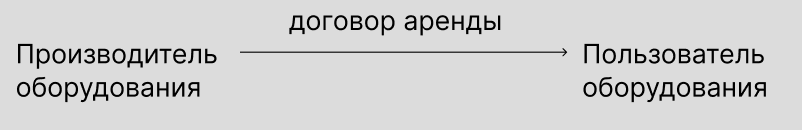 договор аренды
Производитель
оборудования
Пользователь
оборудования